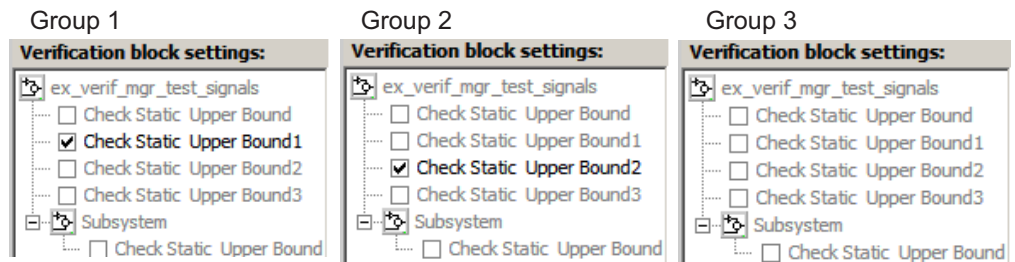 Group 1
Verification block settings:
ex_verif_mgr_test_signals
Check Static Upper Bound
Check Static Upper Bound1
Check Static Upper Bound2
Check Static Upper Bound3
Subsystem
Check Static Upper Bound
Group 2
Verification block settings:
ex_verif_mgr_test_signals
Check Static Upper Bound
Check Static Upper Bound1
Check Static Upper Bound2
Check Static Upper Bound3
Subsystem
Check Static Upper Bound
Group 3
Verification block settings:
ex_verif_mgr_test_signals
Check Static Upper Bound
Check Static Upper Bound1
Check Static Upper Bound2
Check Static Upper Bound3
Subsystem
Check Static Upper Bound